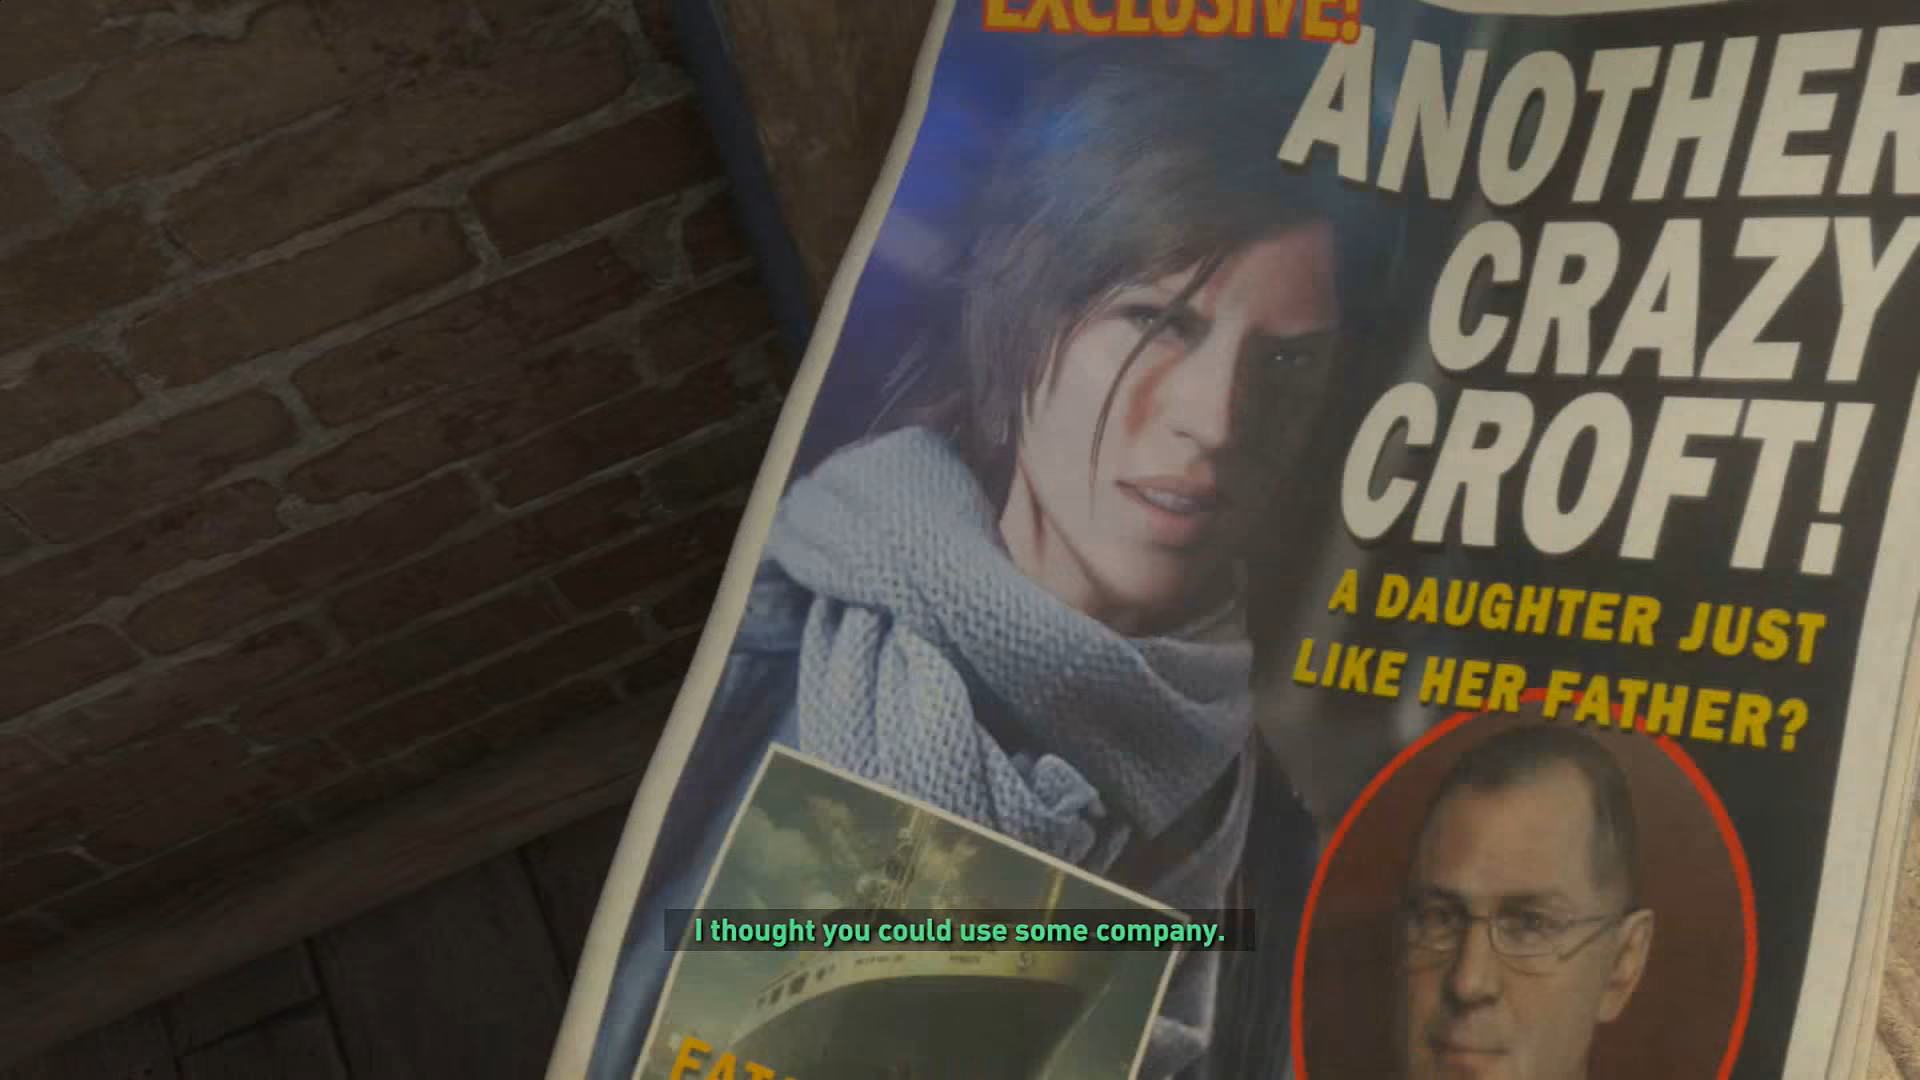 EXCLUSIVE!
ANOTHER
CRAZY
CROFT!
A DAUGHTER JUST
LIKE HER FATHER?
I thought you could use some company.